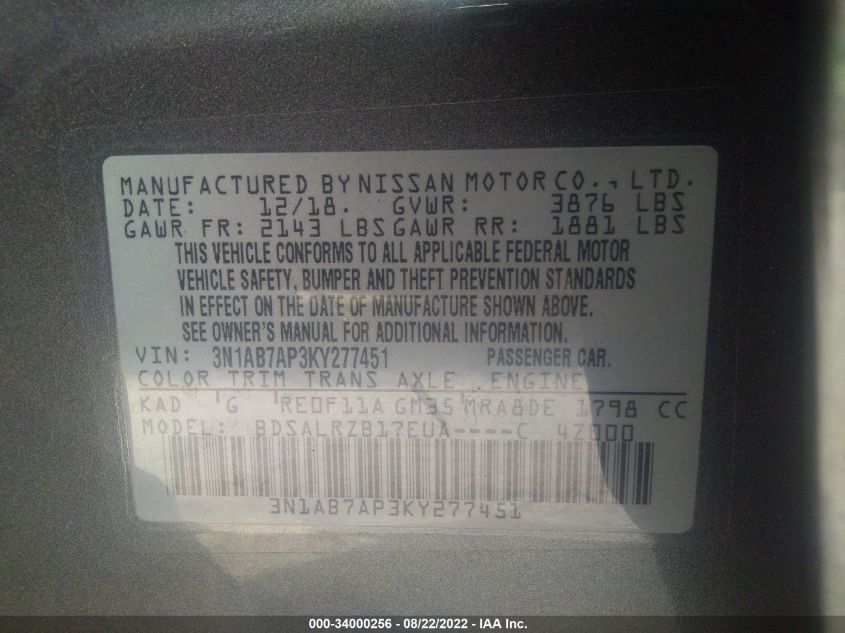 MANUFACTURED BY NISSAN MOTOR CO., LTD.
DATE: 12/18. GVWR: 3876 LBS
GAWR FR: 2143 LBS GAWR RR: 1881 LBS
THIS VEHICLE CONFORMS TO ALL APPLICABLE FEDERAL MOTOR
VEHICLE SAFETY, BUMPER AND THEFT PREVENTION STANDARDS
IN EFFECT ON THE DATE OF MANUFACTURE SHOWN ABOVE.
SEE OWNER'S MANUAL FOR ADDITIONAL INFORMATION.
VIN: 3N1AB7AP3KY277451 PASSENGER CAR.
COLOR TRIM TRANS AXLE ENGINE
KAD 'G 'RE0F11A GM35'MRA8DE 1798 CC
MODEL: BDSALRZB17EUA----C 4Z000
3N1AB7AP3KY277451
000-34000256 - 08/22/2022 - IAA Inc.